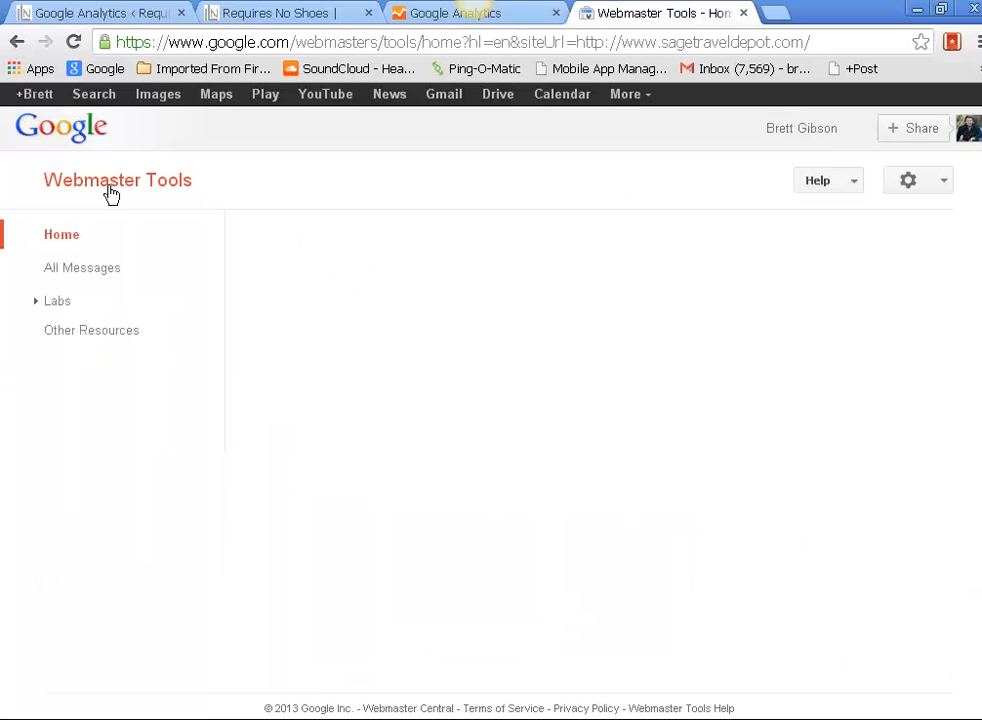 Google Analytics ‹ Requ
Requires No Shoes |
Google Analytics
Webmaster Tools - Hom
https://www.google.com/webmasters/tools/home?hl=en&siteUrl=http://www.sagetraveldepot.com/
Apps Google Imported From Fir... SoundCloud - Hea... Ping-O-Matic Mobile App Manag... Inbox (7,569) - br... +Post
+Brett Search Images Maps Play YouTube News Gmail Drive Calendar More
Google
Brett Gibson
+ Share
Webmaster Tools
Help
Home
All Messages
Labs
Other Resources
© 2013 Google Inc. - Webmaster Central - Terms of Service - Privacy Policy - Webmaster Tools Help